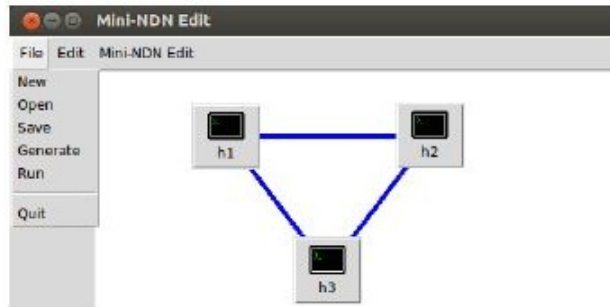 Mini-NDN Edit
File Edit Mini-NDN Edit
New
Open
Save
Generate
Run
Quit
h1
h2
h3